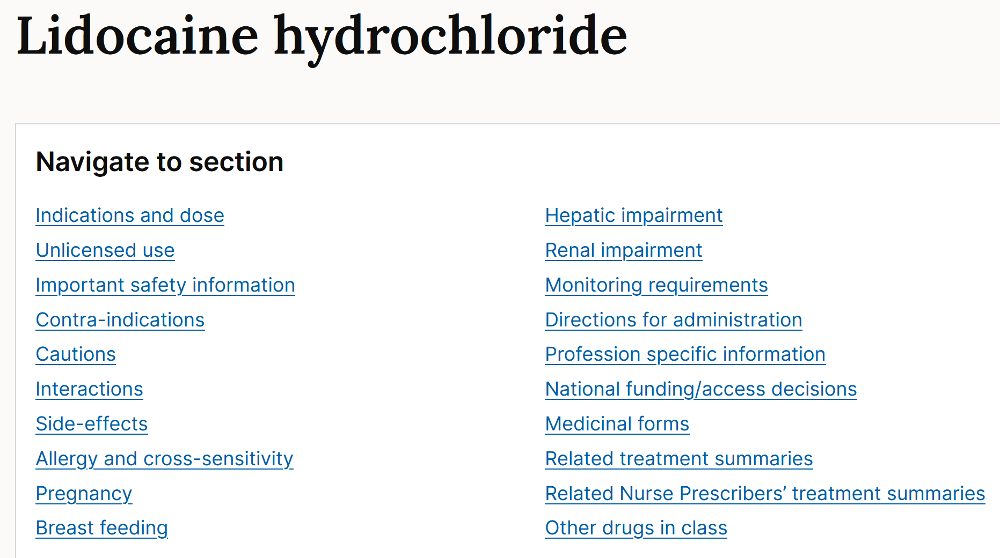 Lidocaine hydrochloride
Navigate to section
Indications and dose
Unlicensed use
Important safety information
Contra-indications
Cautions
Interactions
Side-effects
Allergy and cross-sensitivity
Pregnancy
Breast feeding
Hepatic impairment
Renal impairment
Monitoring requirements
Directions for administration
Profession specific information
National funding/access decisions
Medicinal forms
Related treatment summaries
Related Nurse Prescribers’ treatment summaries
Other drugs in class